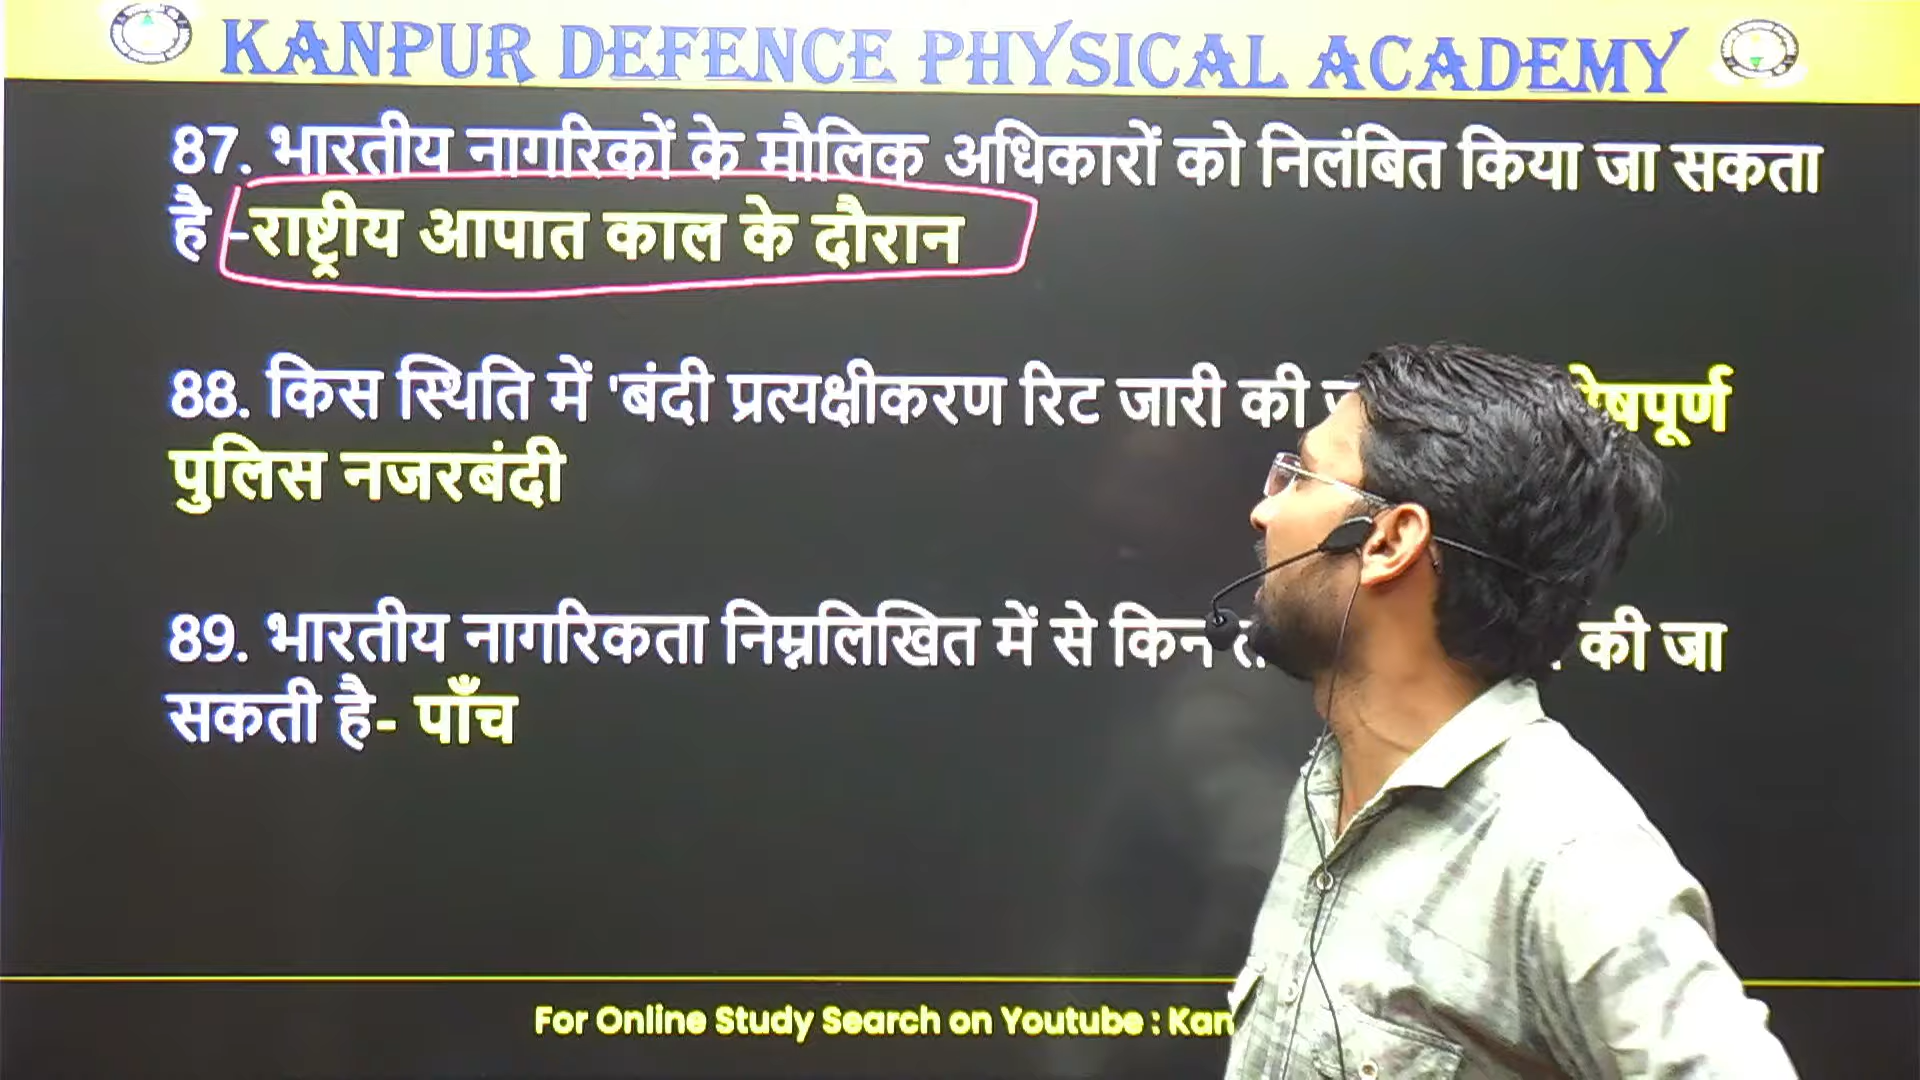 KANPUR DEFENCE PHYSICAL ACADEMY
87. भारतीय नागरिकों के मौलिक अधिकारों को निलंबित किया जा सकता
है -राष्ट्रीय आपात काल के दौरान
88. किस स्थिति में 'बंदी प्रत्यक्षीकरण रिट जारी की
पुलिस नजरबंदी
89. भारतीय नागरिकता निम्नलिखित में से किन की जा
सकती है- पाँच
For Online Study Search on Youtube :